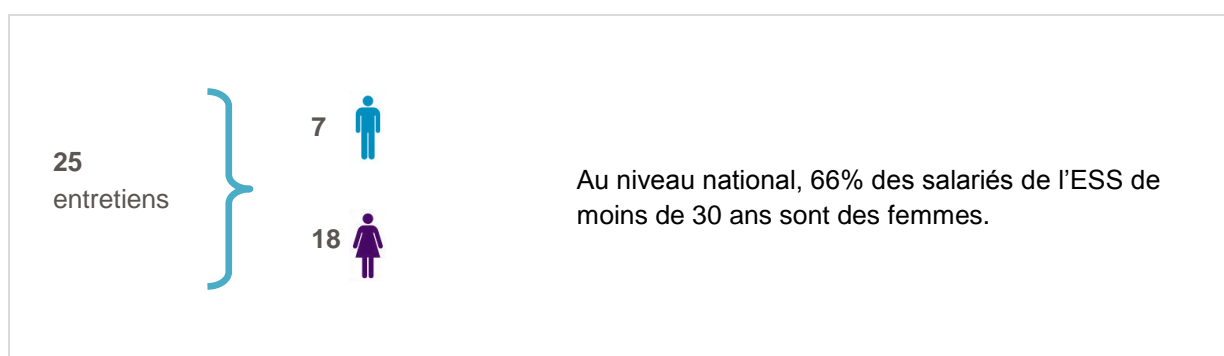 25
entretiens
7
18
Au niveau national, 66% des salariés de l’ESS de
moins de 30 ans sont des femmes.